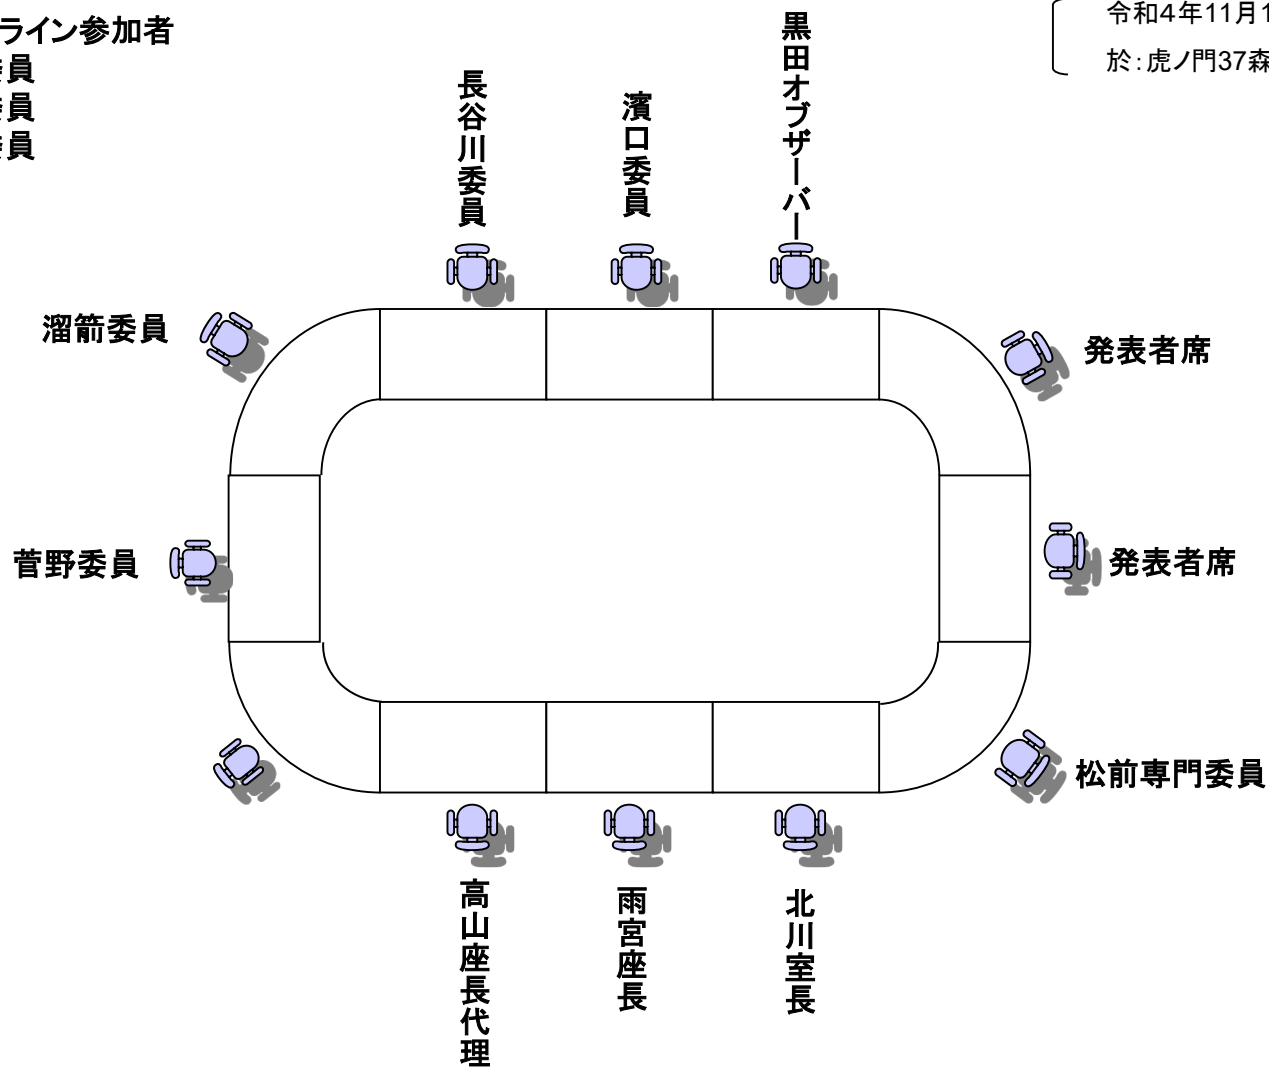 ライン参加者
委員
委員
委員
令和4年11月1
於：虎ノ門37森
黒田オブザーバー
長谷川委員
濱口委員
溜箭委員
発表者席
菅野委員
発表者席
松前専門委員
高山座長代理
雨宮座長
北川室長